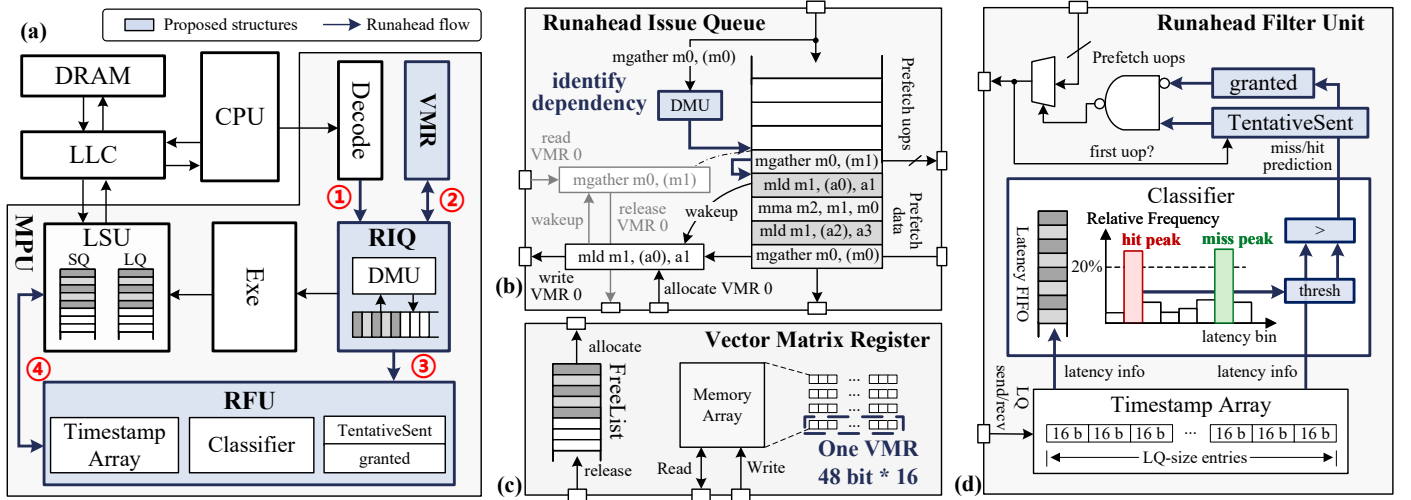 (a)
Proposed structures
Runahead flow
DRAM
LLC
CPU
Decode
VMR
①
②
MPU
LSU
SQ
LQ
Exe
RIQ
DMU
④
③
RFU
Timestamp
Array
Classifier
TentativeSent
granted
Runahead Issue Queue
mgather m0, (m0)
identify
dependency
DMU
Prefetch uops
read
VMR 0
mgather m0, (m1)
mgather m0, (m1)
mld m1, (a0), a1
mma m2, m1, m0
mld m1, (a2), a3
mgather m0, (m0)
wakeup
release
VMR 0
wakeup
Prefetch
data
mld m1, (a0), a1
write
VMR 0
allocate VMR 0
(b)
Vector Matrix Register
allocate
FreeList
release
Memory
Array
...
...
...
...
Read
Write
One VMR
48 bit * 16
(c)
Runahead Filter Unit
Prefetch uops
granted
TentativeSent
first uop?
miss/hit
prediction
Classifier
Latency FIFO
Relative Frequency
hit peak
miss peak
20%
>
thresh
latency bin
latency info
latency info
LQ
send/recv
Timestamp Array
16 b 16 b 16 b ... 16 b 16 b 16 b
LQ-size entries
(d)